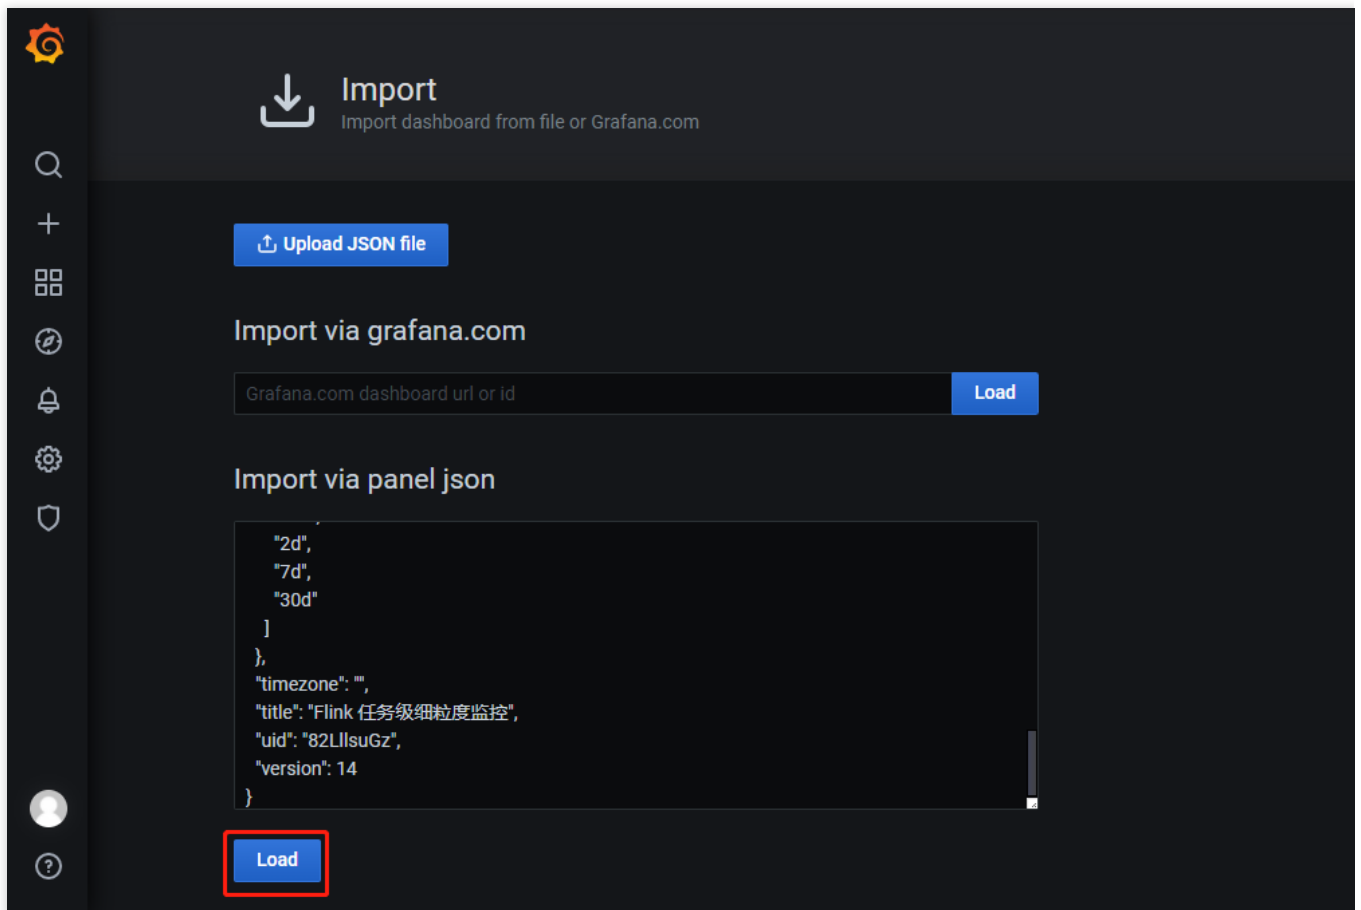 Import
Import dashboard from file or Grafana.com
Upload JSON file
Import via grafana.com
Grafana.com dashboard url or id
Load
Import via panel json
"2d",
"7d",
"30d"
]
},
"timezone": "",
"title": "Flink 任务级细粒度监控",
"uid": "82LllsuGz",
"version": 14
}
Load